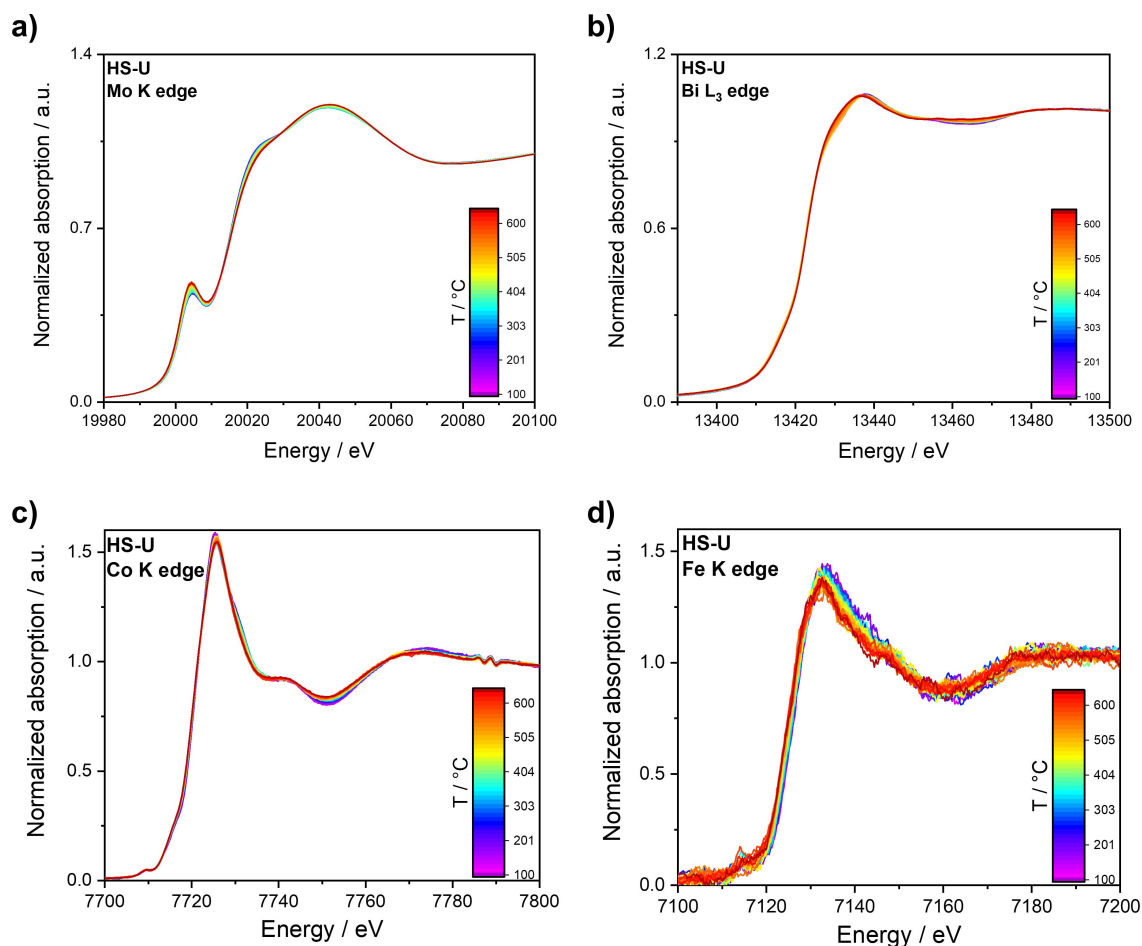 a)
HS-U
Mo K edge
Normalized absorption / a.u.
1.4
0.7
0.0
19980
20000
20020
20040
20060
20080
20100
Energy / eV
T / °C
600
505
404
303
201
100
b)
HS-U
Bi L₃ edge
Normalized absorption / a.u.
1.2
0.6
0.0
13400
13420
13440
13460
13480
13500
Energy / eV
T / °C
600
505
404
303
201
100
c)
HS-U
Co K edge
Normalized absorption / a.u.
1.5
1.0
0.5
0.0
7700
7720
7740
7760
7780
7800
Energy / eV
T / °C
600
505
404
303
201
100
d)
HS-U
Fe K edge
Normalized absorption / a.u.
1.5
1.0
0.5
0.0
7100
7120
7140
7160
7180
7200
Energy / eV
T / °C
600
505
404
303
201
100